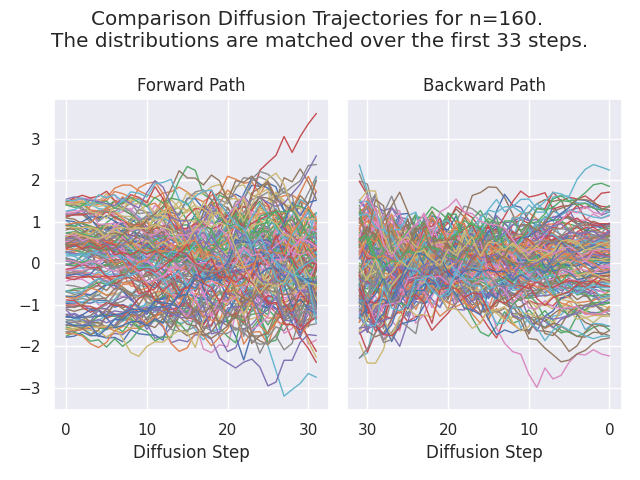 Comparison Diffusion Trajectories for n=160.
The distributions are matched over the first 33 steps.
Forward Path
Backward Path
3
2
1
0
−1
−2
−3
0 10 20 30
30 20 10 0
Diffusion Step
Diffusion Step